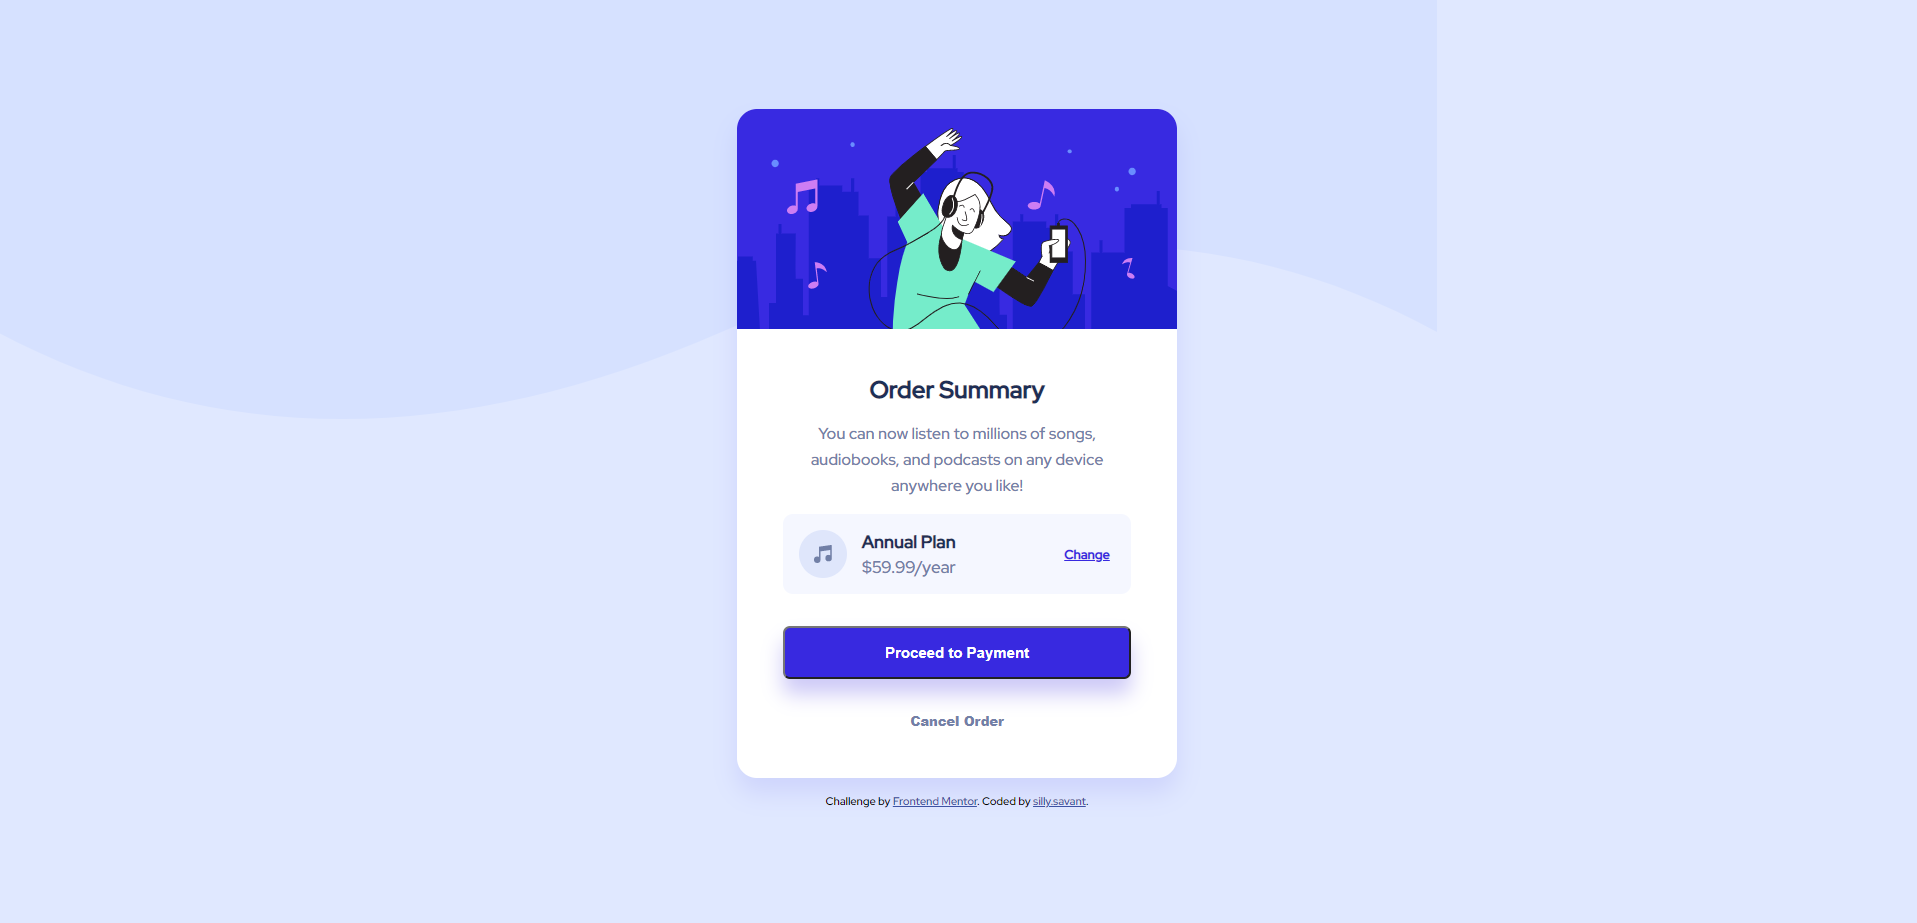 Order Summary
You can now listen to millions of songs,
audiobooks, and podcasts on any device
anywhere you like!
Annual Plan
$59.99/year
Change
Proceed to Payment
Cancel Order
Challenge by Frontend Mentor. Coded by silly.savant.